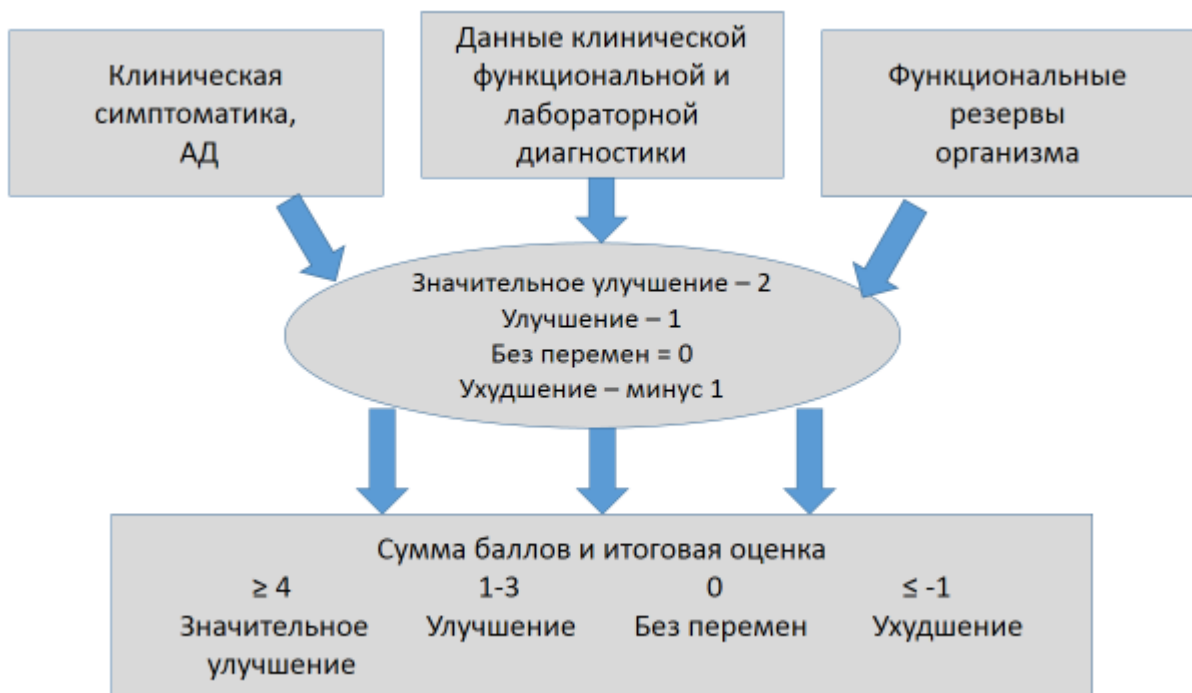 Клиническая
симптоматика,
АД
Данные клинической
функциональной и
лабораторной
диагностики
Функциональные
резервы
организма
Значительное улучшение – 2
Улучшение – 1
Без перемен = 0
Ухудшение – минус 1
Сумма баллов и итоговая оценка
≥ 4 1-3 0 ≤ -1
Значительное Улучшение Без перемен Ухудшение
улучшение